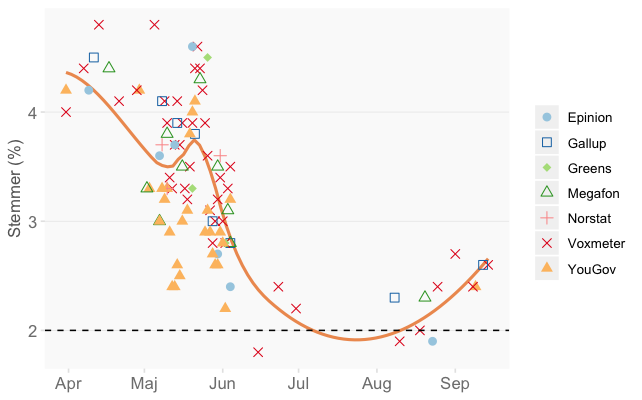 Stemmer (%)
4
3
2
Apr
Maj
Jun
Jul
Aug
Sep
Epinion
Gallup
Greens
Megafon
Norstat
Voxmeter
YouGov